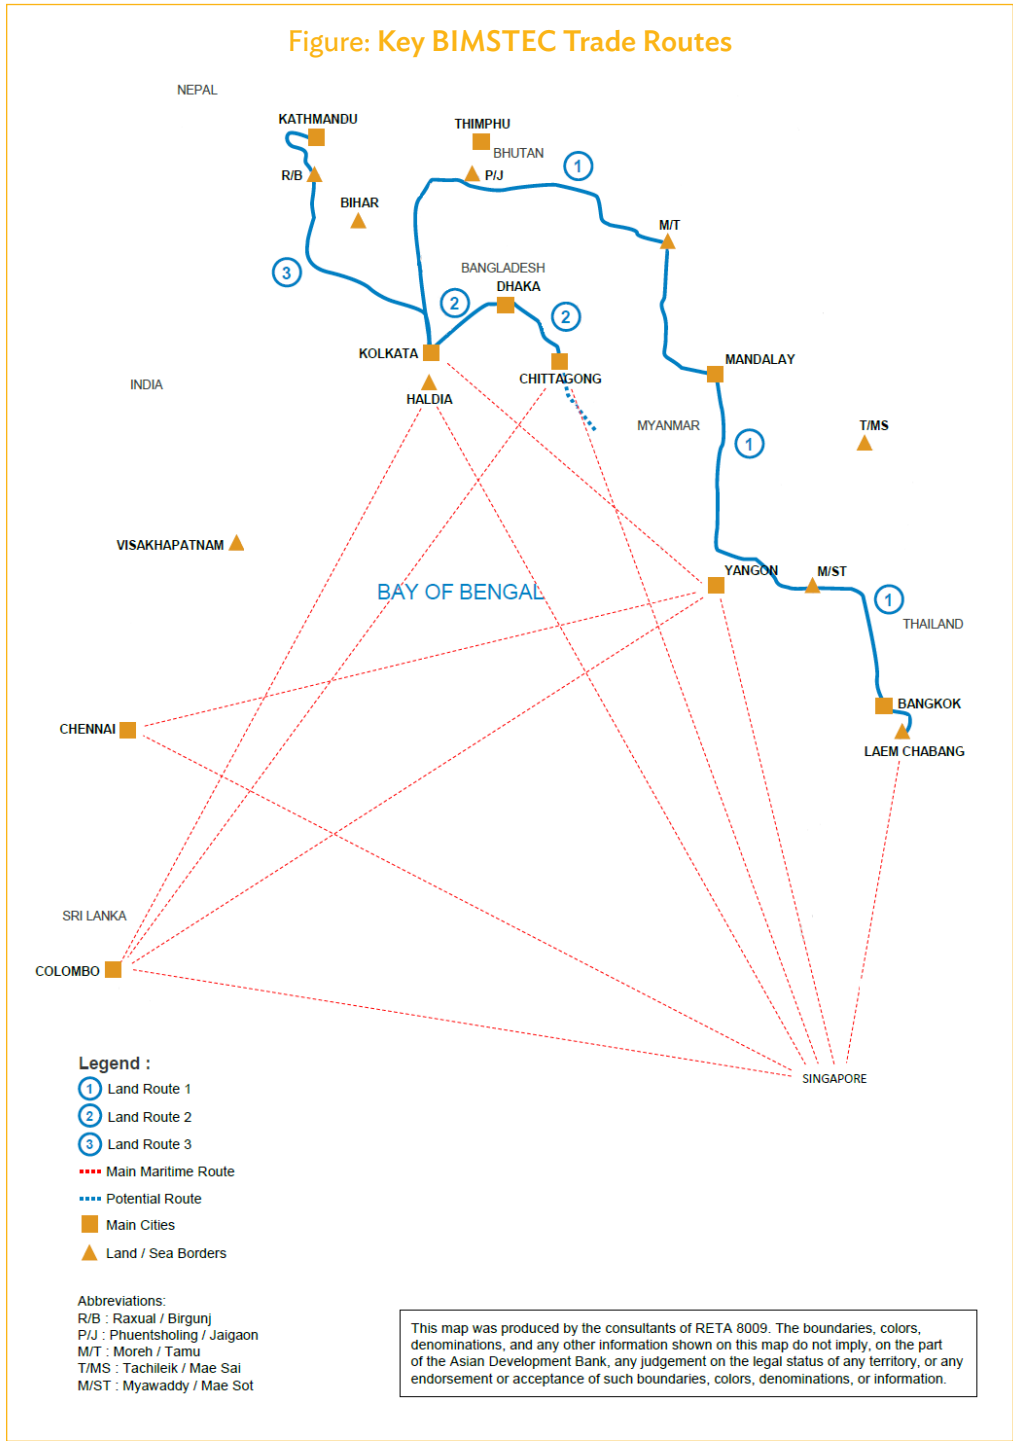 Figure: Key BIMSTEC Trade Routes
NEPAL
KATHMANDU
THIMPHU
BHUTAN
1
R/B
P/J
BIHAR
M/T
3
BANGLADESH
DHAKA
2
2
KOLKATA
MANDALAY
CHITTAGONG
INDIA
HALDIA
MYANMAR
T/MS
1
VISAKHAPATNAM
YANGON
M/ST
BAY OF BENGAL
1
THAILAND
BANGKOK
CHENNAI
LAEM CHABANG
SRI LANKA
COLOMBO
SINGAPORE
Legend :
1 Land Route 1
2 Land Route 2
3 Land Route 3
Main Maritime Route
Potential Route
Main Cities
Land / Sea Borders
Abbreviations:
R/B : Raxual / Birgunj
P/J : Phuentsholing / Jaigaon
M/T : Moreh / Tamu
T/MS : Tachileik / Mae Sai
M/ST : Myawaddy / Mae Sot
This map was produced by the consultants of RETA 8009. The boundaries, colors,
denominations, and any other information shown on this map do not imply, on the part
of the Asian Development Bank, any judgement on the legal status of any territory, or any
endorsement or acceptance of such boundaries, colors, denominations, or information.